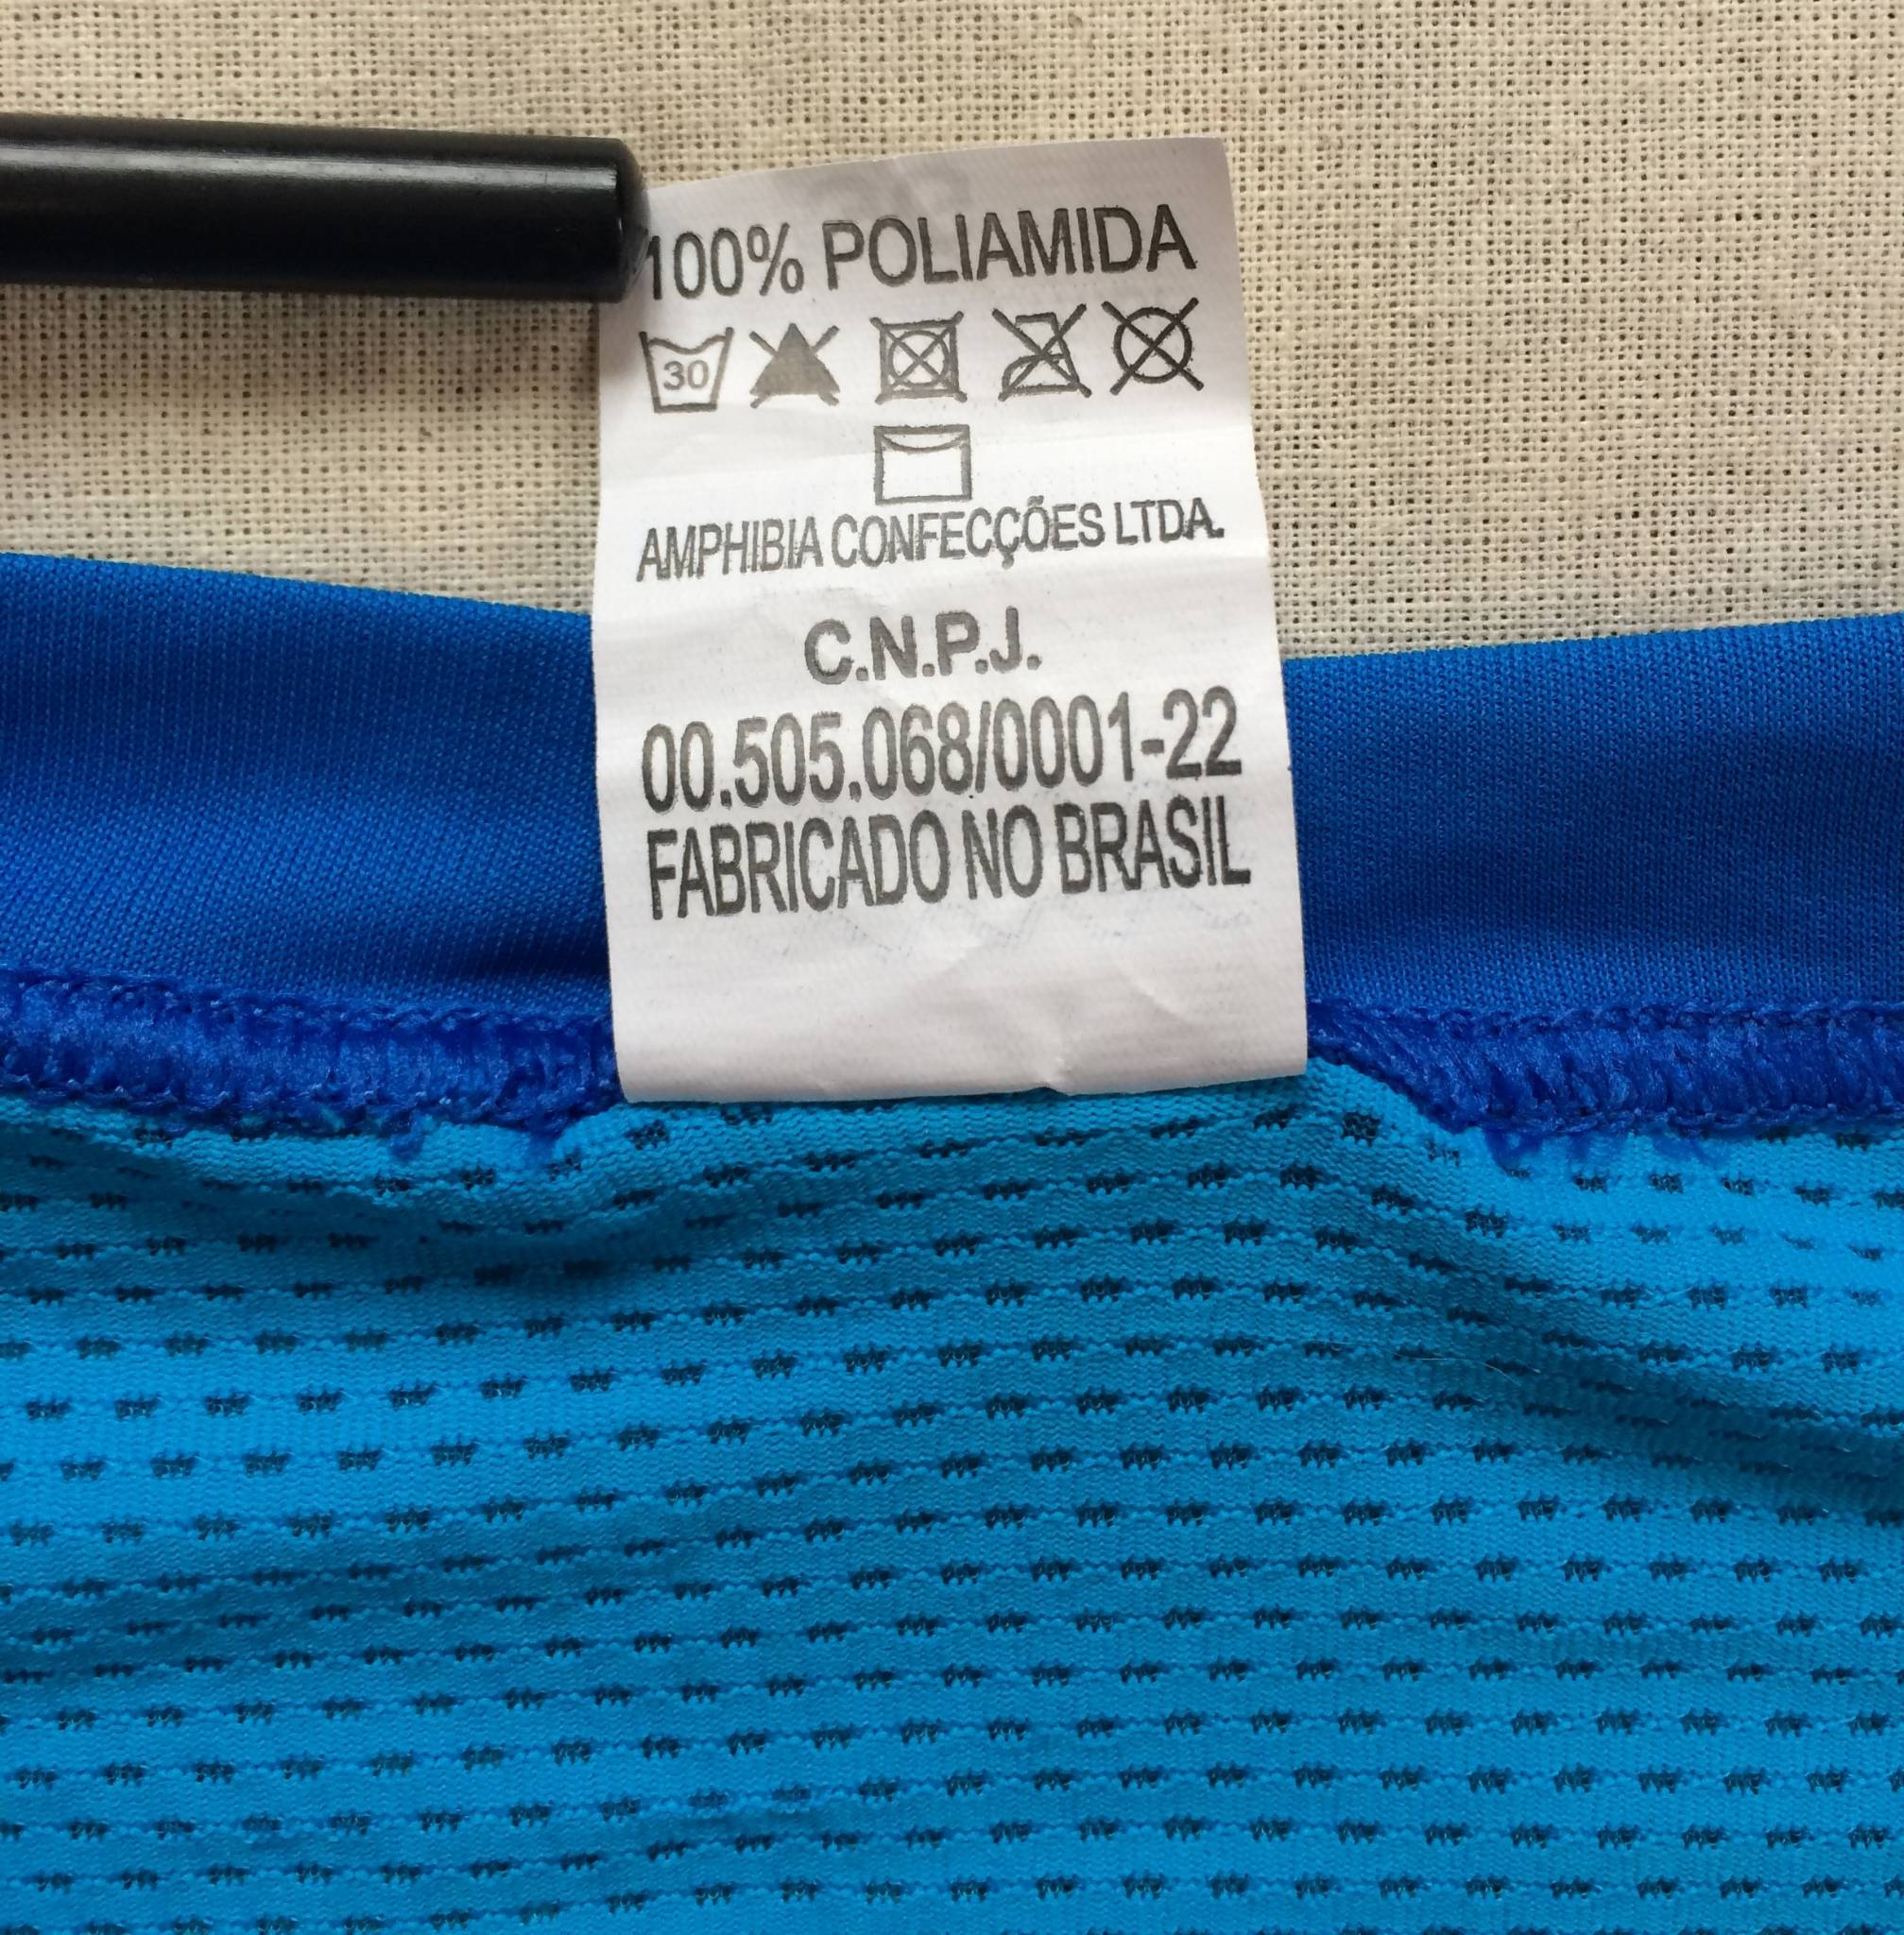 100% POLIAMIDA
30
AMPHIBIA CONFECÇÕES LTDA.
C.N.P.J.
00.505.068/0001-22
FABRICADO NO BRASIL